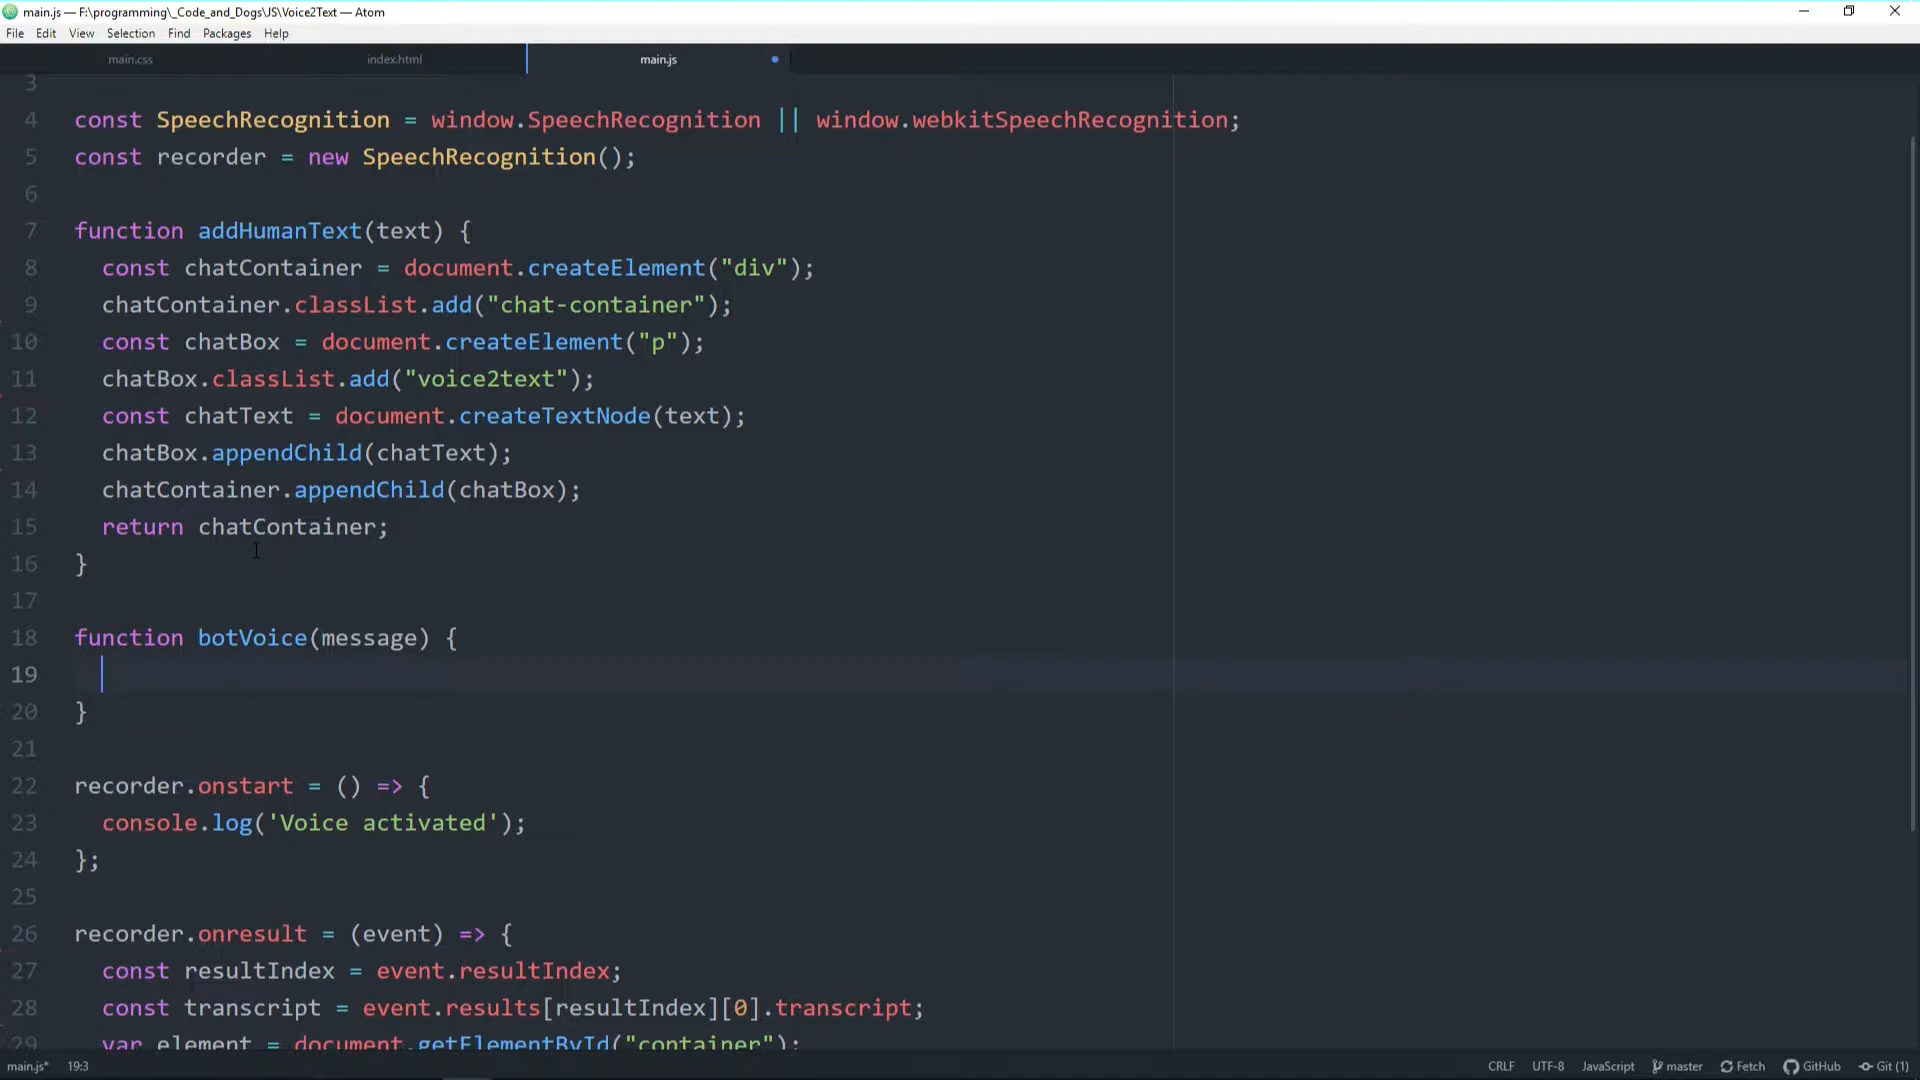 main.js — F:\programming\_Code_and_Dogs\JS\Voice2Text — Atom
File Edit View Selection Find Packages Help
main.css index.html main.js
3
4 const SpeechRecognition = window.SpeechRecognition || window.webkitSpeechRecognition;
5 const recorder = new SpeechRecognition();
6
7 function addHumanText(text) {
8 const chatContainer = document.createElement("div");
9 chatContainer.classList.add("chat-container");
10 const chatBox = document.createElement("p");
11 chatBox.classList.add("voice2text");
12 const chatText = document.createTextNode(text);
13 chatBox.appendChild(chatText);
14 chatContainer.appendChild(chatBox);
15 return chatContainer;
16 }
17
18 function botVoice(message) {
19
20 }
21
22 recorder.onstart = () => {
23 console.log('Voice activated');
24 };
25
26 recorder.onresult = (event) => {
27 const resultIndex = event.resultIndex;
28 const transcript = event.results[resultIndex][0].transcript;
29 var element = document.getElementById("container");
main.js* 19:3 CRLF UTF-8 JavaScript master Fetch GitHub Git (1)